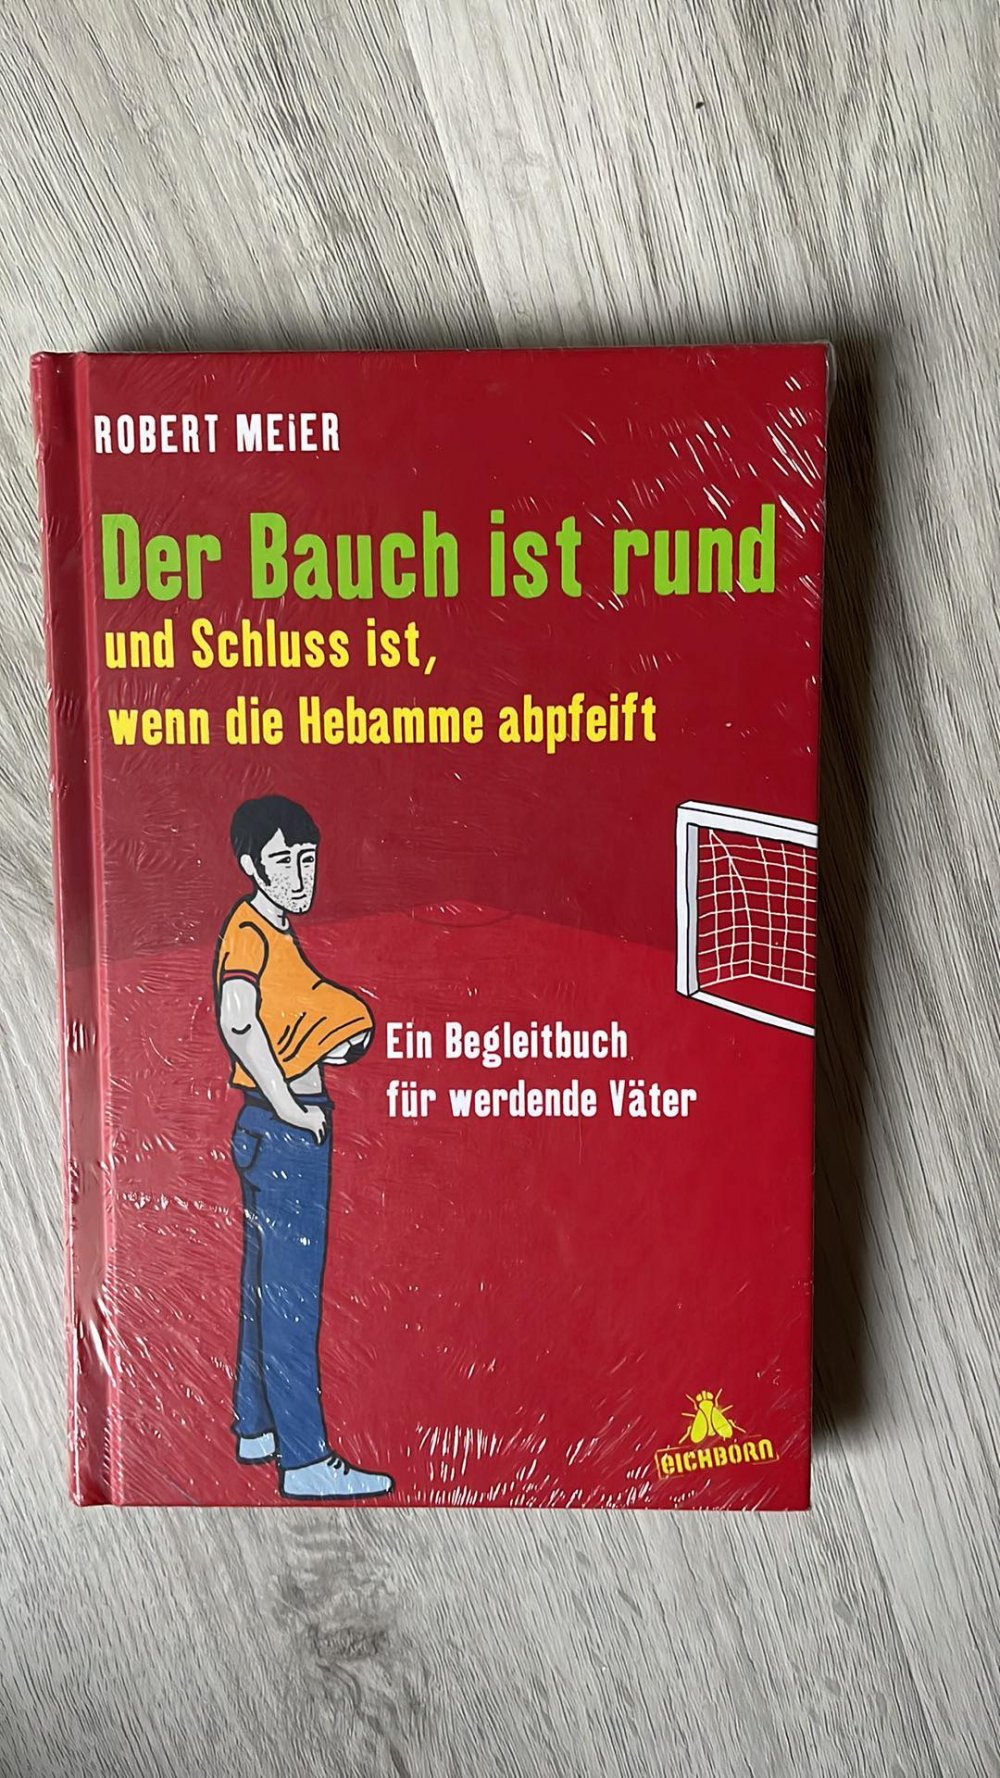 ROBERT MEiER
Der Bauch ist rund
und Schluss ist,
wenn die Hebamme abpfeift
Ein Begleitbuch
für werdende Väter
eICHBORn